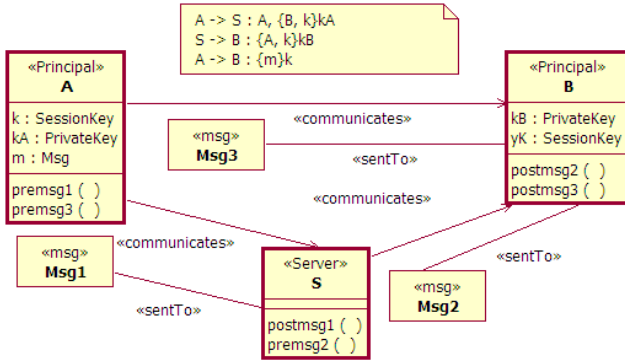 A -> S : A, {B, k}kA
S -> B : {A, k}kB
A -> B : {m}k
«Principal»
A
k : SessionKey
kA : PrivateKey
m : Msg
premsg1 ( )
premsg3 ( )
«Principal»
B
kB : PrivateKey
yK : SessionKey
postmsg2 ( )
postmsg3 ( )
«communicates»
«msg»
Msg3
«sentTo»
«communicates»
«communicates»
«msg»
Msg1
«sentTo»
«Server»
S
postmsg1 ( )
premsg2 ( )
«sentTo»
«msg»
Msg2